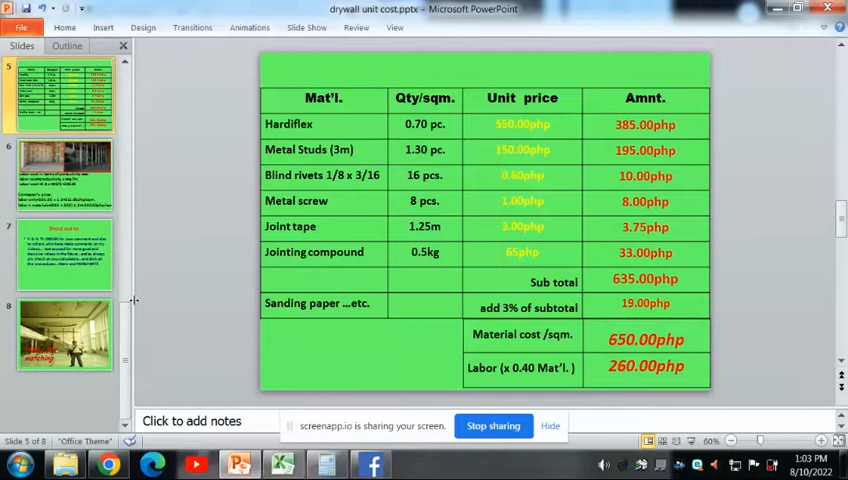 drywall unit cost.pptx - Microsoft PowerPoint
File Home Insert Design Transitions Animations Slide Show Review View
Slides Outline
5
6
7
8
Mat'l. Qty/sqm. Unit price Amnt.
Hardiflex 0.70 pc. 550.00php 385.00php
Metal Studs (3m) 1.30 pc. 150.00php 195.00php
Blind rivets 1/8 x 3/16 16 pcs. 0.60php 10.00php
Metal screw 8 pcs. 1.00php 8.00php
Joint tape 1.25m 3.00php 3.75php
Jointing compound 0.5kg 65php 33.00php
Sub total 635.00php
Sanding paper ...etc. add 3% of subtotal 19.00php
Material cost /sqm. 650.00php
Labor (x 0.40 Mat'l. ) 260.00php
Click to add notes
screenapp.io is sharing your screen. Stop sharing Hide
Slide 5 of 8 "Office Theme" 60%
1:03 PM
8/10/2022